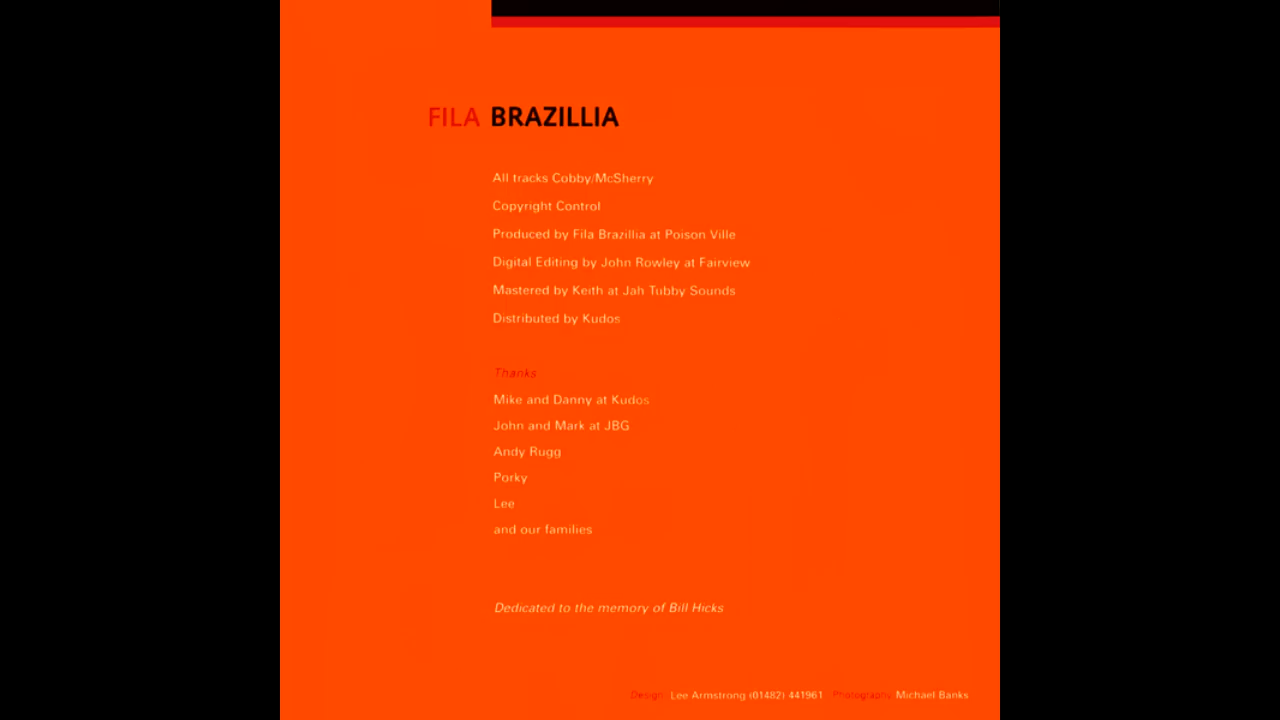 FILA BRAZILLIA
All tracks Cobby/McSherry
Copyright Control
Produced by Fila Brazillia at Poison Ville
Digital Editing by John Rowley at Fairview
Mastered by Keith at Jah Tubby Sounds
Distributed by Kudos
Thanks
Mike and Danny at Kudos
John and Mark at JBG
Andy Rugg
Porky
Lee
and our families
Dedicated to the memory of Bill Hicks
Design Lee Armstrong (01482) 441961 Photography Michael Banks